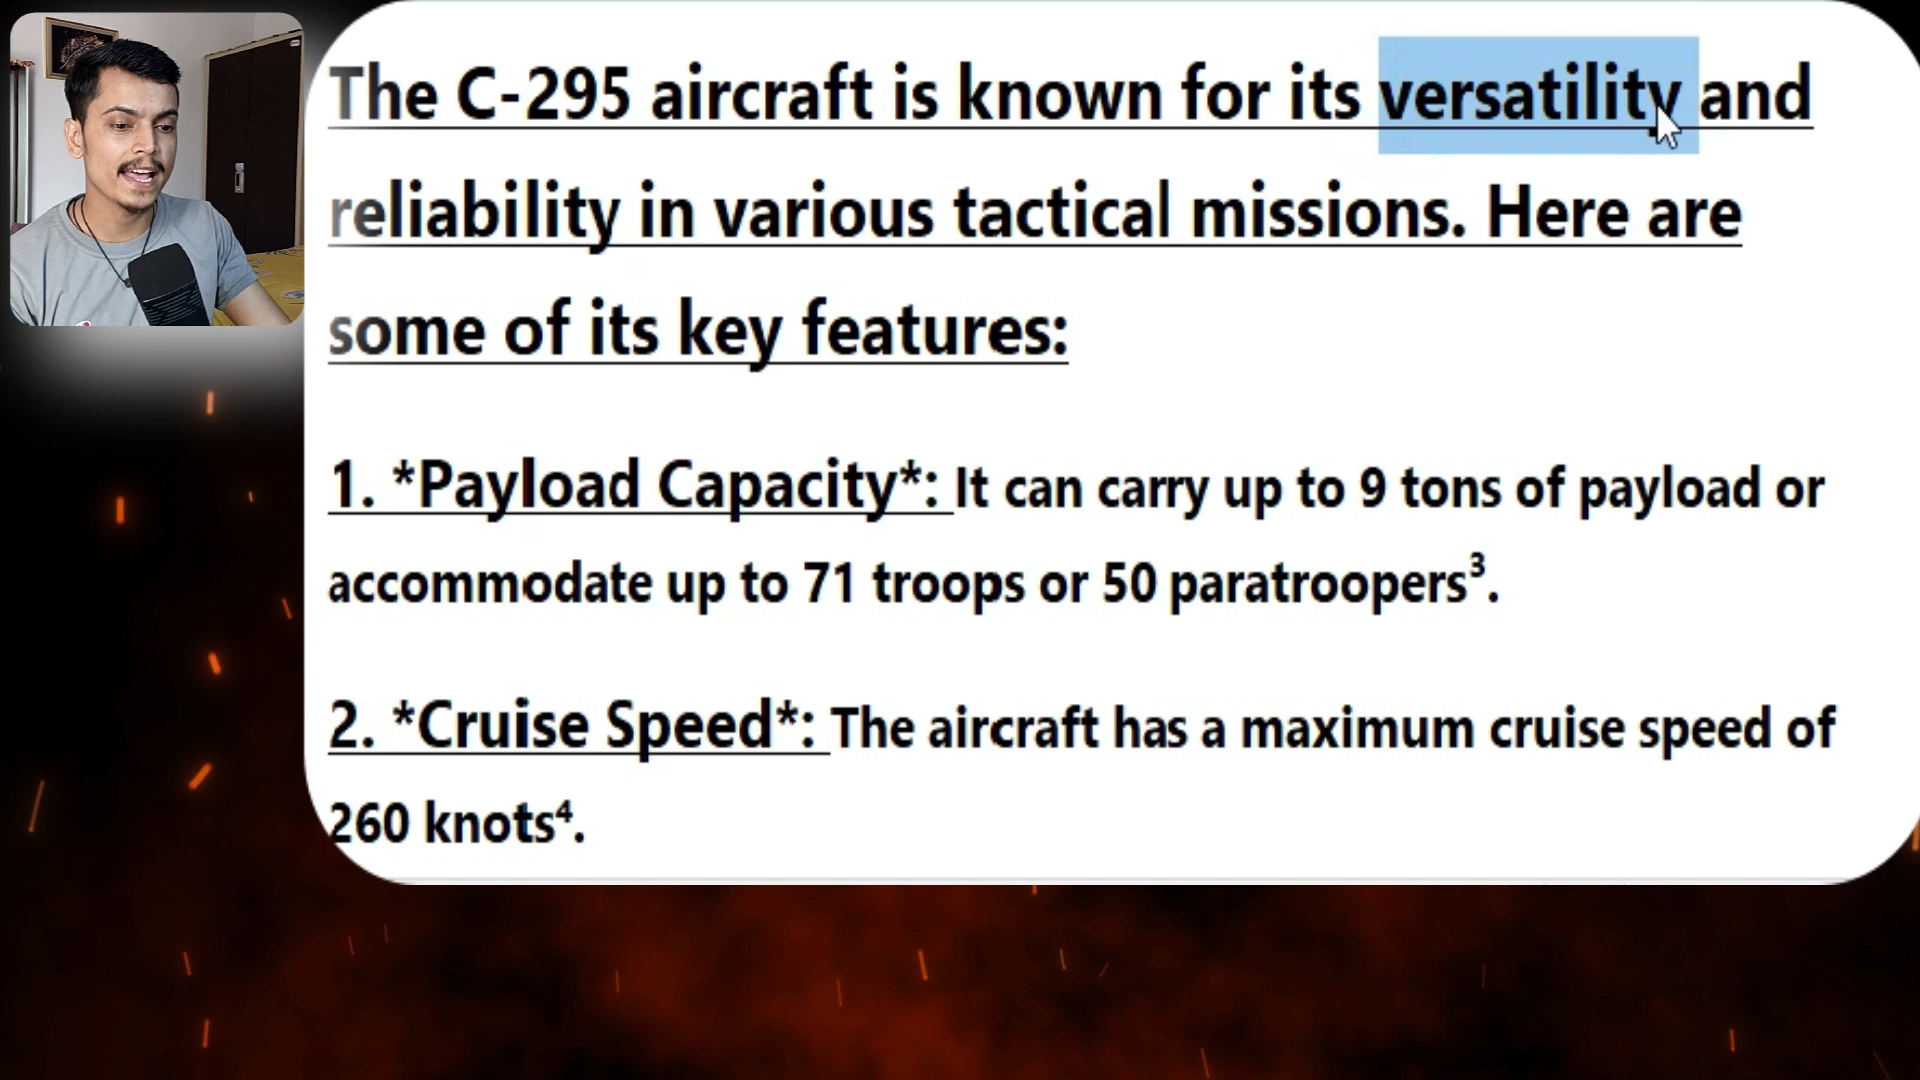 The C-295 aircraft is known for its versatility and
reliability in various tactical missions. Here are
some of its key features:
1. *Payload Capacity*: It can carry up to 9 tons of payload or
accommodate up to 71 troops or 50 paratroopers³.
2. *Cruise Speed*: The aircraft has a maximum cruise speed of
260 knots⁴.